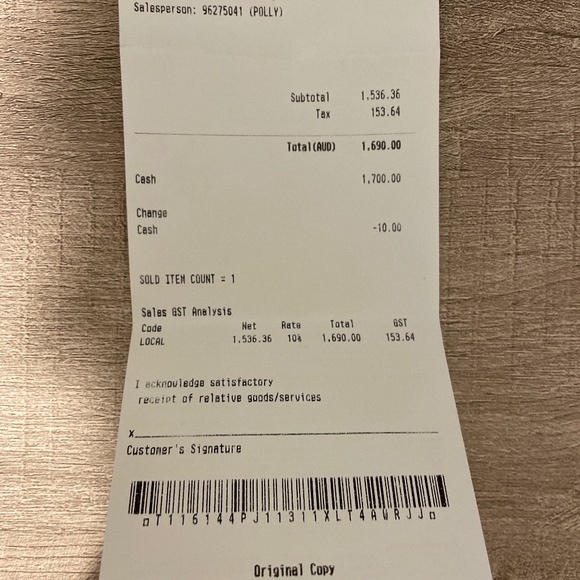 Salesperson: 96275041 (POLLY)
Subtotal 1,536.36
Tax 153.64
Total(AUD) 1,690.00
Cash 1,700.00
Change
Cash -10.00
SOLD ITEM COUNT = 1
Sales GST Analysis
Code Net Rate Total GST
LOCAL 1,536.36 10% 1,690.00 153.64
I acknowledge satisfactory
receipt of relative goods/services
x
Customer's Signature
T116144PJ11311XLT4AWRJJ
Original Copy